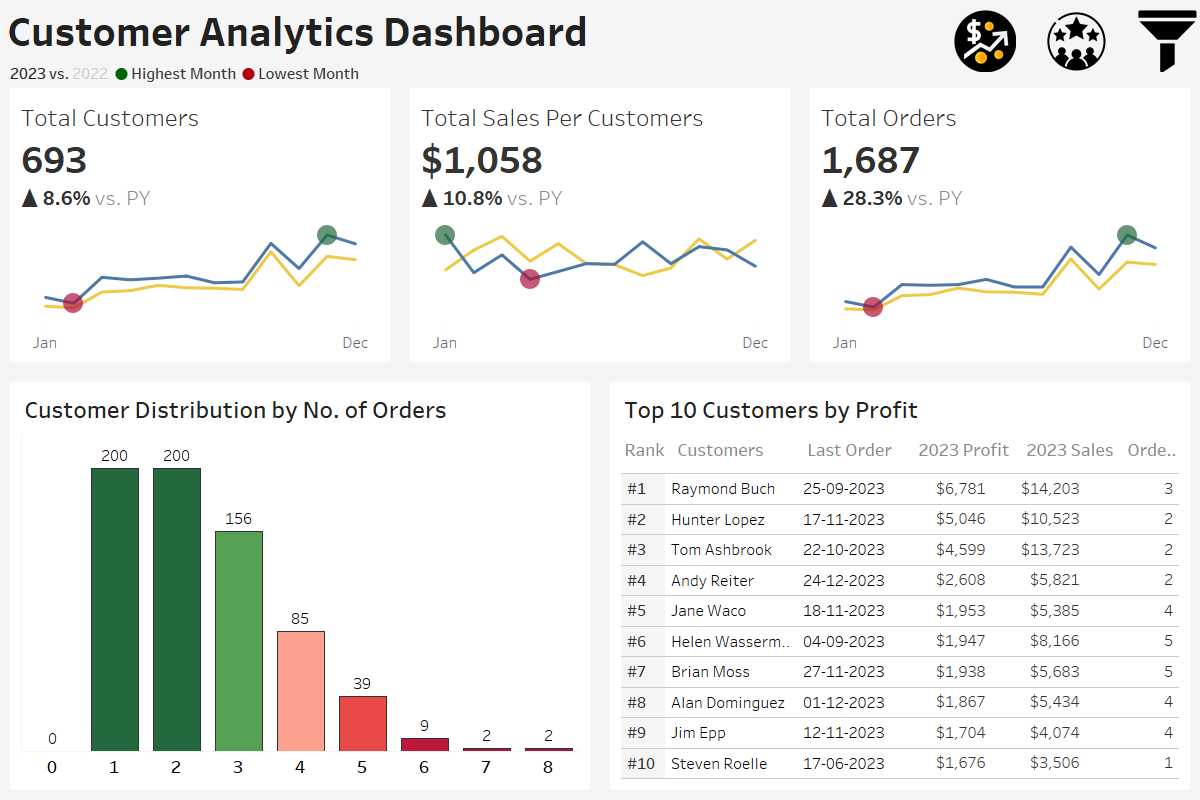 Customer Analytics Dashboard
2023 vs. 2022 Highest Month Lowest Month
Total Customers
693
▲ 8.6% vs. PY
Jan Dec
Total Sales Per Customers
$1,058
▲ 10.8% vs. PY
Jan Dec
Total Orders
1,687
▲ 28.3% vs. PY
Jan Dec
Customer Distribution by No. of Orders
0 200 200 156 85 39 9 2 2
0 1 2 3 4 5 6 7 8
Top 10 Customers by Profit
Rank Customers Last Order 2023 Profit 2023 Sales Orde..
#1 Raymond Buch 25-09-2023 $6,781 $14,203 3
#2 Hunter Lopez 17-11-2023 $5,046 $10,523 2
#3 Tom Ashbrook 22-10-2023 $4,599 $13,723 2
#4 Andy Reiter 24-12-2023 $2,608 $5,821 2
#5 Jane Waco 18-11-2023 $1,953 $5,385 4
#6 Helen Wasserm.. 04-09-2023 $1,947 $8,166 5
#7 Brian Moss 27-11-2023 $1,938 $5,683 5
#8 Alan Dominguez 01-12-2023 $1,867 $5,434 4
#9 Jim Epp 12-11-2023 $1,704 $4,074 4
#10 Steven Roelle 17-06-2023 $1,676 $3,506 1